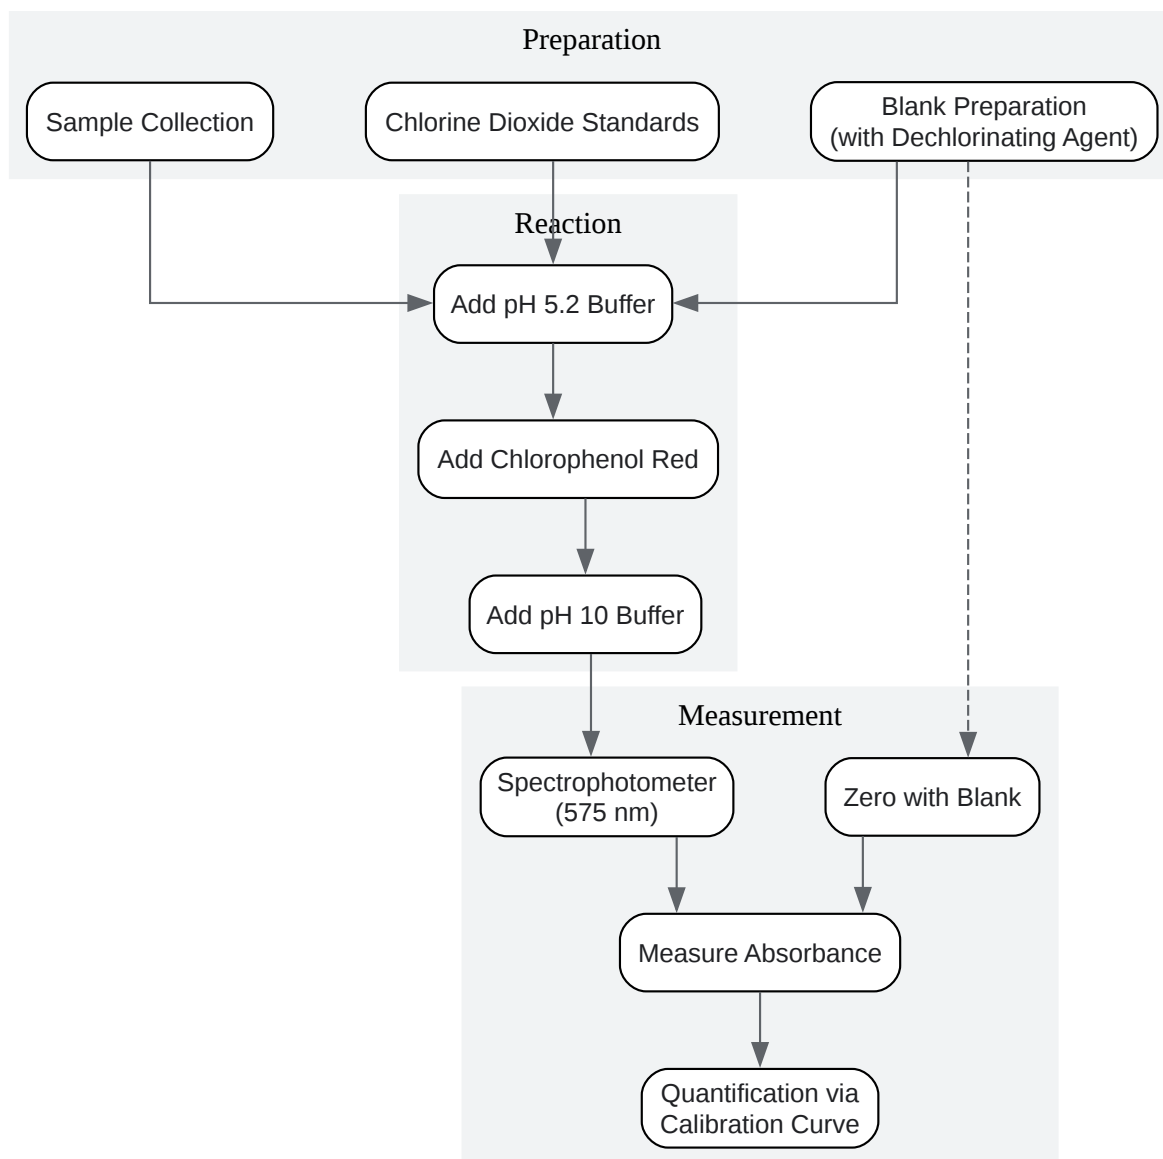 Preparation
Sample Collection
Chlorine Dioxide Standards
Blank Preparation
(with Dechlorinating Agent)
Reaction
Add pH 5.2 Buffer
Add Chlorophenol Red
Add pH 10 Buffer
Measurement
Spectrophotometer
(575 nm)
Zero with Blank
Measure Absorbance
Quantification via
Calibration Curve